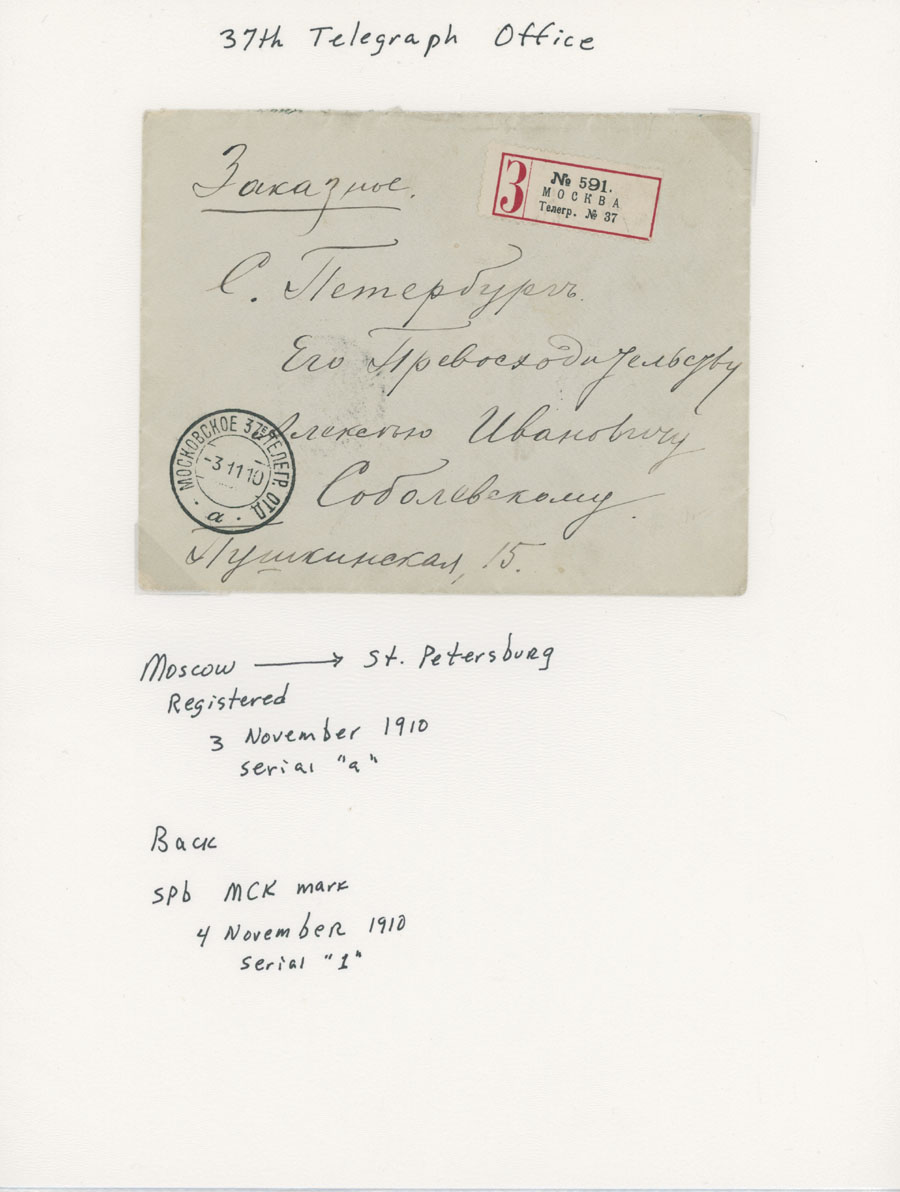 37th Telegraph Office
Заказное.
З
№ 591.
МОСКВА
Телегр. № 37
С. Петербургъ.
Его Превосходительству
Алексѣю Ивановичу
Соболевскому
МОСКОВСКОЕ 37Е ТЕЛЕГР. ОТД
-3.11.10
а
Пушкинская, 15.
Moscow → St. Petersburg
Registered
3 November 1910
serial "a"
Back
SPb MCK mark
4 November 1910
serial "1"